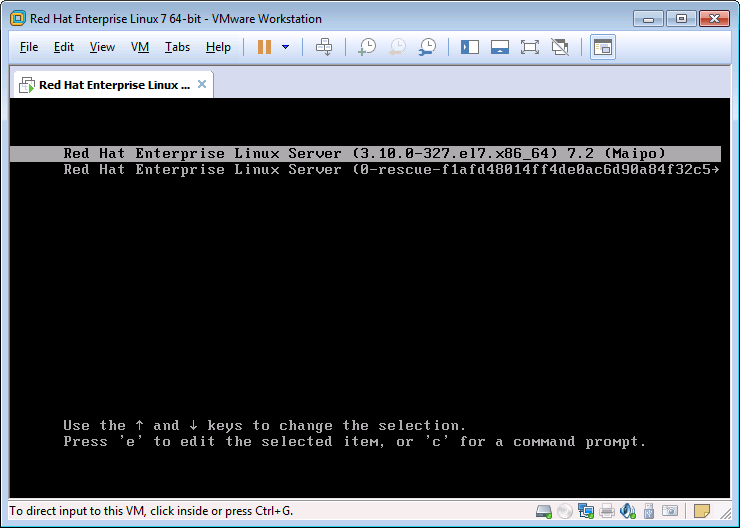 Red Hat Enterprise Linux 7 64-bit - VMware Workstation
File Edit View VM Tabs Help
Red Hat Enterprise Linux ...
Red Hat Enterprise Linux Server (3.10.0-327.el7.x86_64) 7.2 (Maipo)
Red Hat Enterprise Linux Server (0-rescue-f1afd48014ff4de0ac6d90a84f32c5→
Use the ↑ and ↓ keys to change the selection.
Press 'e' to edit the selected item, or 'c' for a command prompt.
To direct input to this VM, click inside or press Ctrl+G.